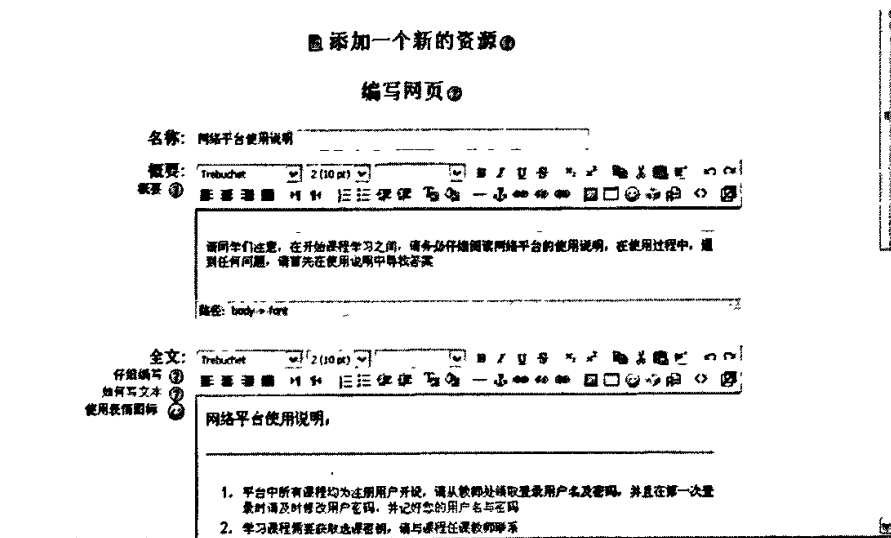 添加一个新的资源
编写网页
名称: 网络平台使用说明
概要: Trebuchet 2 (10 pt) B I U S x₂ x²
概要
请同学们注意，在开始课程学习之间，请务必仔细阅读网络平台的使用说明，在使用过程中，遇
到任何问题，请首先在使用说明中寻找答案
路径: body » font
全文: Trebuchet 2 (10 pt) B I U S x₂ x²
仔细编写
如何写文本
使用表情图标
网络平台使用说明,
1. 平台中所有课程均为注册用户开设，请从教师处领取登录用户名及密码，并且在第一次登
录时请及时修改用户密码，并记好您的用户名与密码
2. 学习课程需要获取选课密钥，请与课程任课教师联系